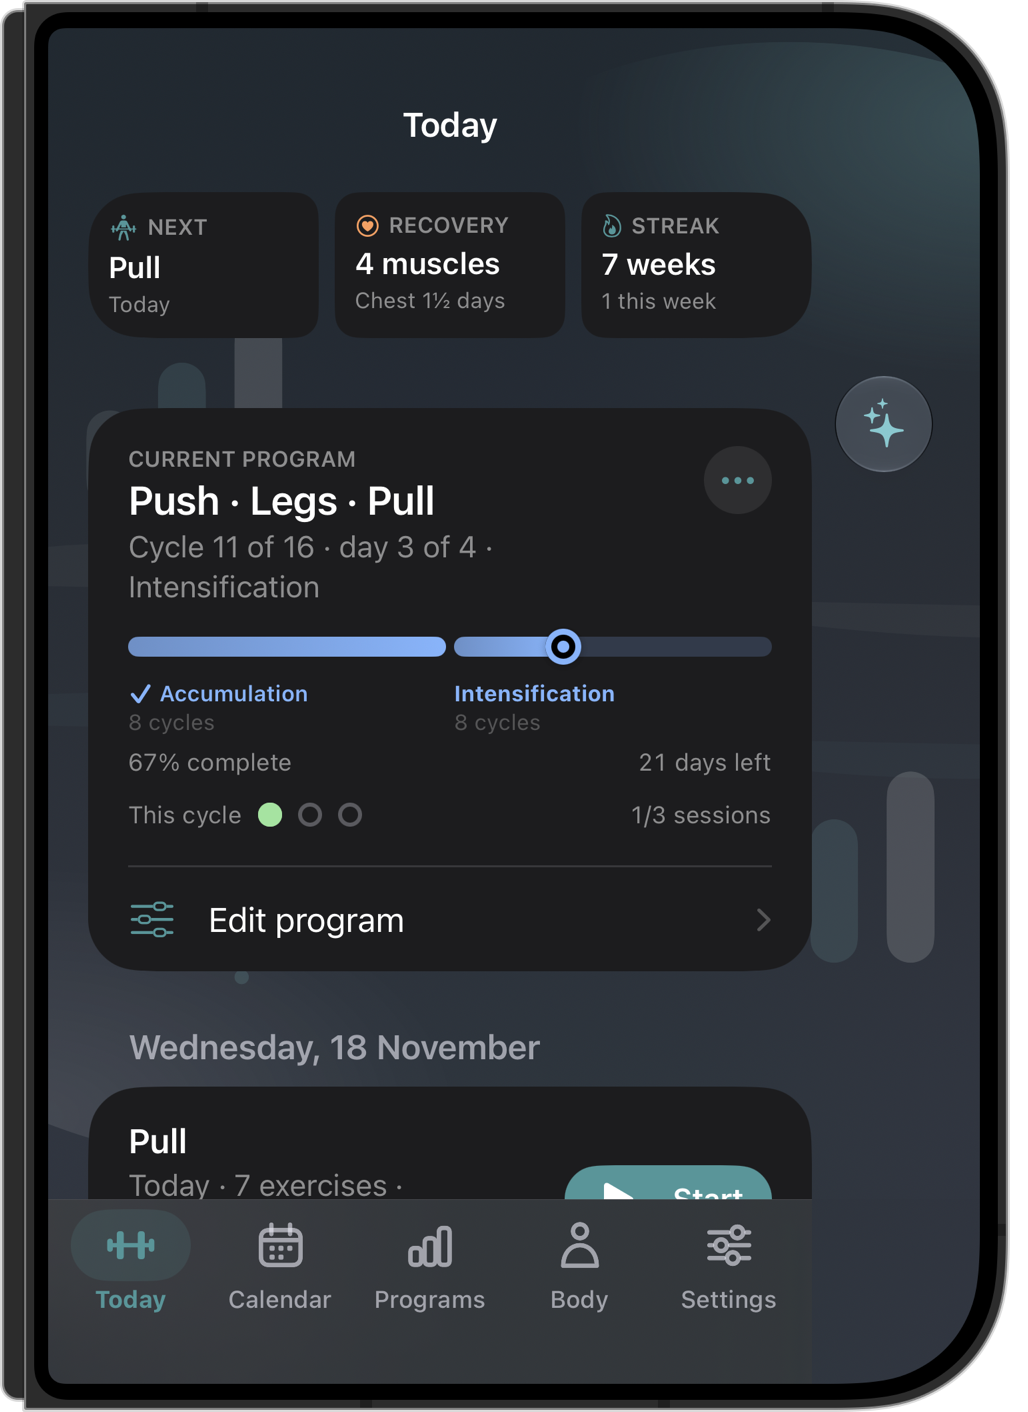 Today
NEXT
Pull
Today
RECOVERY
4 muscles
Chest 1½ days
STREAK
7 weeks
1 this week
CURRENT PROGRAM
Push · Legs · Pull
Cycle 11 of 16 · day 3 of 4 ·
Intensification
Accumulation
8 cycles
Intensification
8 cycles
67% complete
21 days left
This cycle
1/3 sessions
Edit program
Wednesday, 18 November
Pull
Today · 7 exercises ·
Start
Today
Calendar
Programs
Body
Settings